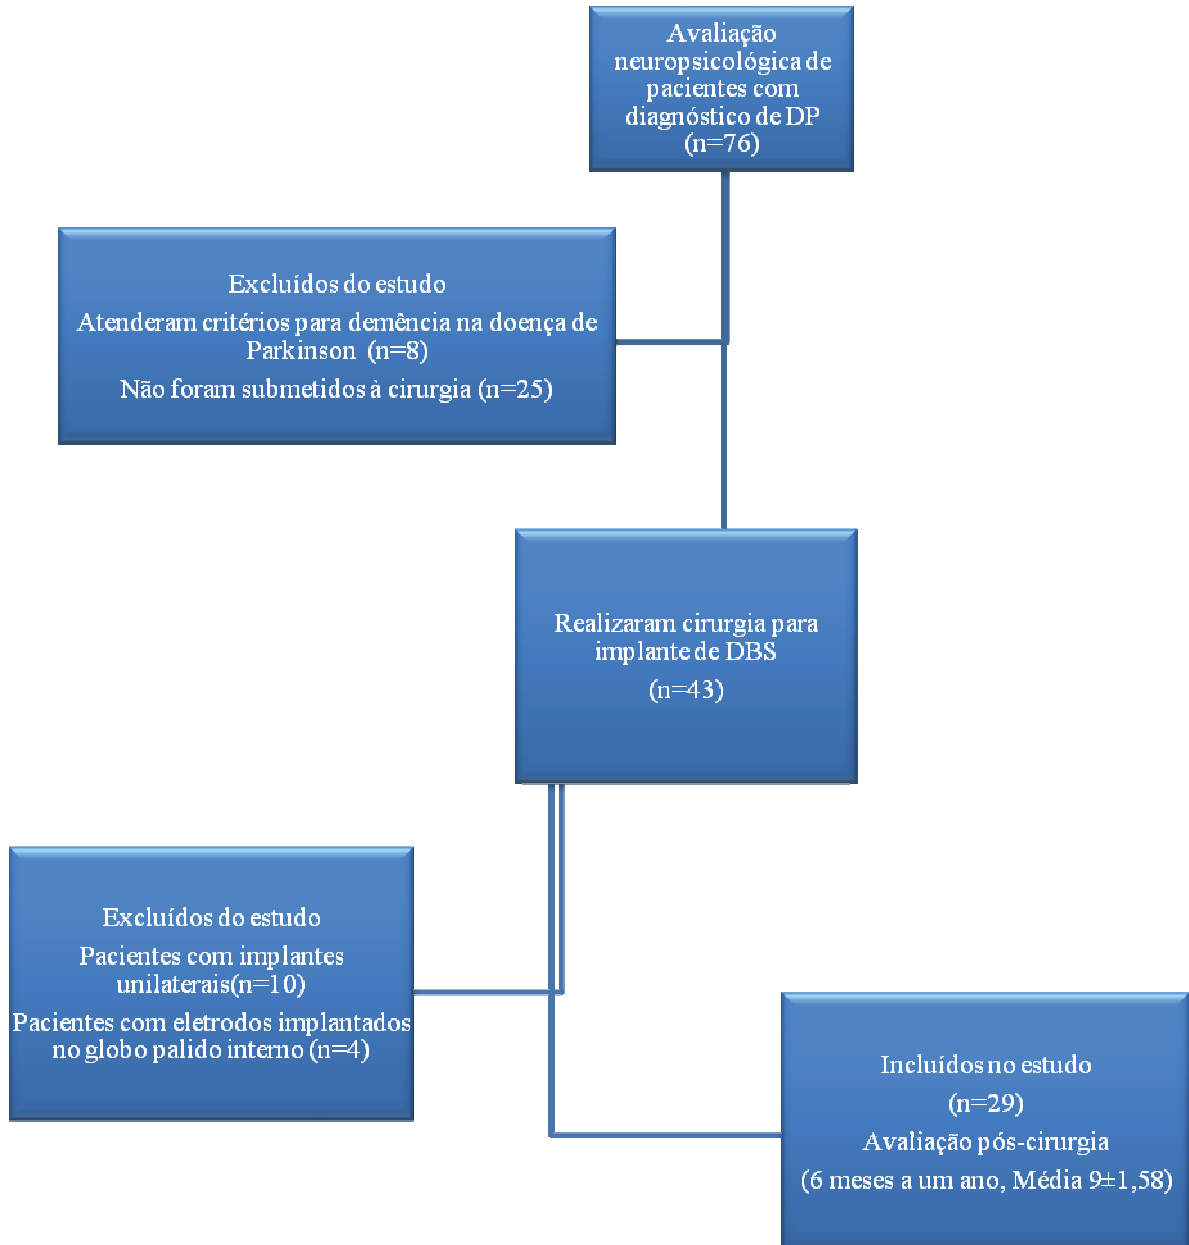 Avaliação
neuropsicológica de
pacientes com
diagnóstico de DP
(n=76)
Excluídos do estudo
Atenderam critérios para demência na doença de
Parkinson (n=8)
Não foram submetidos à cirurgia (n=25)
Realizaram cirurgia para
implante de DBS
(n=43)
Excluídos do estudo
Pacientes com implantes
unilaterais(n=10)
Pacientes com eletrodos implantados
no globo palido interno (n=4)
Incluídos no estudo
(n=29)
Avaliação pós-cirurgia
(6 meses a um ano, Média 9±1,58)